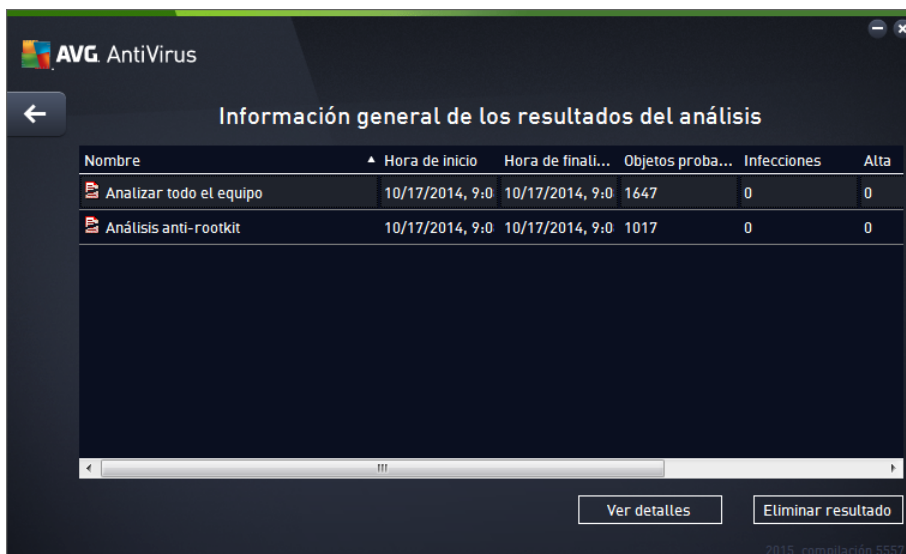 AVG AntiVirus
Información general de los resultados del análisis
Nombre Hora de inicio Hora de finali... Objetos proba... Infecciones Alta
Analizar todo el equipo 10/17/2014, 9:0 10/17/2014, 9:0 1647 0 0
Análisis anti-rootkit 10/17/2014, 9:0 10/17/2014, 9:0 1017 0 0
Ver detalles Eliminar resultado
2015, compilación 5557